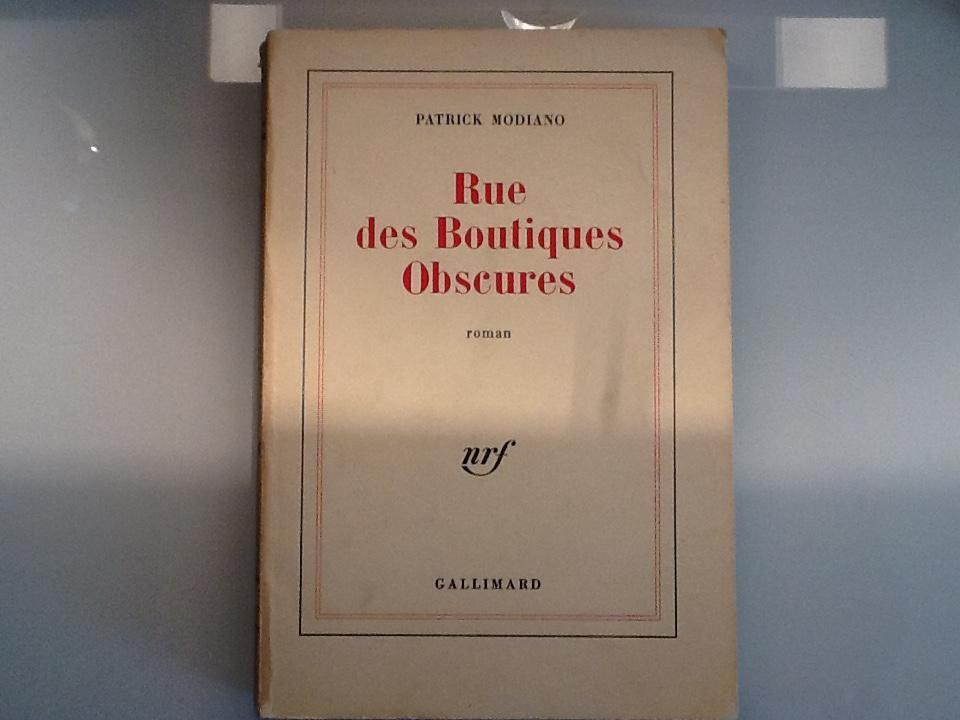 PATRICK MODIANO
Rue
des Boutiques
Obscures
roman
nrf
GALLIMARD